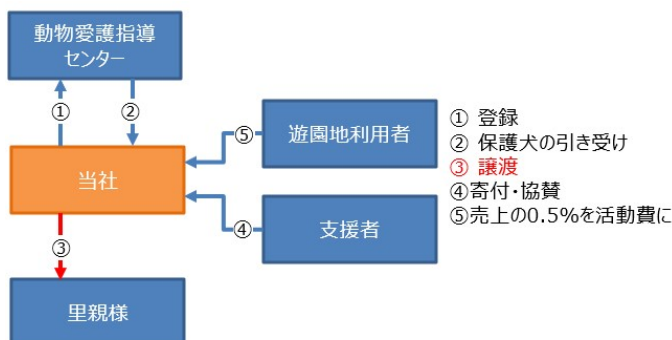 動物愛護指導
センター
①
②
当社
⑤
遊園地利用者
④
支援者
③
里親様
① 登録
② 保護犬の引き受け
③ 譲渡
④寄付・協賛
⑤売上の0.5%を活動費に